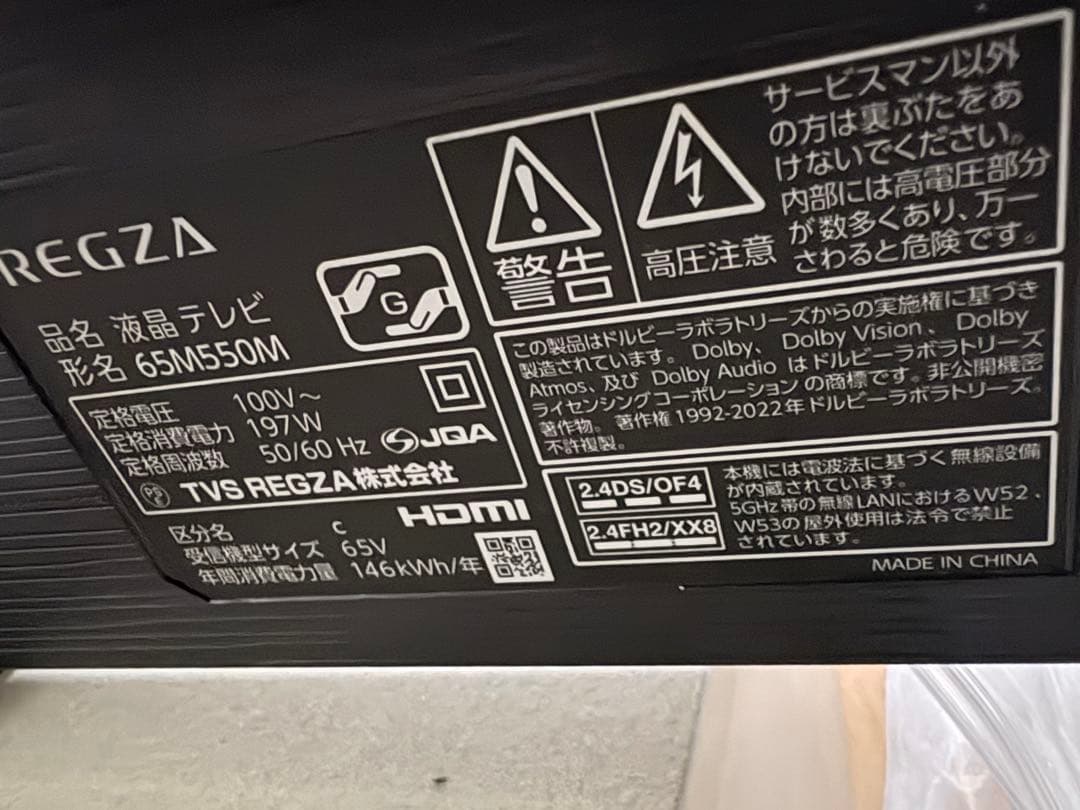 REGZA
品名 液晶テレビ
形名 65M550M
G
定格電圧 100V～
定格消費電力 197W
定格周波数 50/60 Hz
JQA
PS
E
TVS REGZA株式会社
HDMI
区分名 C
受信機型サイズ 65V
年間消費電力量 146kWh/年
警告
高圧注意
サービスマン以外
の方は裏ぶたをあ
けないでください。
内部には高電圧部分
が数多くあり、万一
さわると危険です。
この製品はドルビーラボラトリーズからの実施権に基づき
製造されています。 Dolby、 Dolby Vision、 Dolby
Atmos、及び Dolby Audio はドルビーラボラトリーズ
ライセンシングコーポレーションの商標です。非公開機密
著作物。 著作権 1992-2022年ドルビーラボラトリーズ。
不許複製。
2.4DS/OF4
2.4FH2/XX8
本機には電波法に基づく無線設備
が内蔵されています。
5GHz 帯の無線 LANにおけるW52、
W53の屋外使用は法令で禁止
されています。
MADE IN CHINA